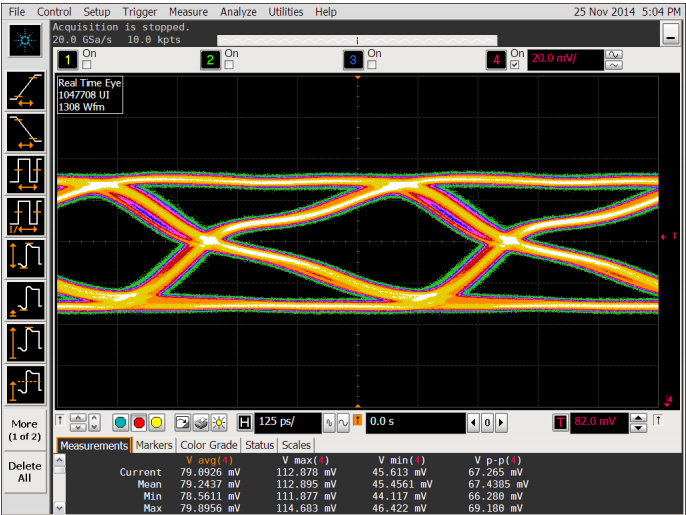 File Control Setup Trigger Measure Analyze Utilities Help 25 Nov 2014 5:04 PM
Acquisition is stopped.
20.0 GSa/s 10.0 kpts
1 On 2 On 3 On 4 On 20.0 mV/
Real Time Eye
1047708 UI
1308 Wfm
T
4
More
(1 of 2)
Delete
All
H 125 ps/ 0.0 s 0 T 82.0 mV
Measurements Markers Color Grade Status Scales
V avg(4) V max(4) V min(4) V p-p(4)
Current 79.0926 mV 112.878 mV 45.613 mV 67.265 mV
Mean 79.2437 mV 112.895 mV 45.4561 mV 67.4385 mV
Min 78.5611 mV 111.877 mV 44.117 mV 66.280 mV
Max 79.8956 mV 114.683 mV 46.422 mV 69.180 mV